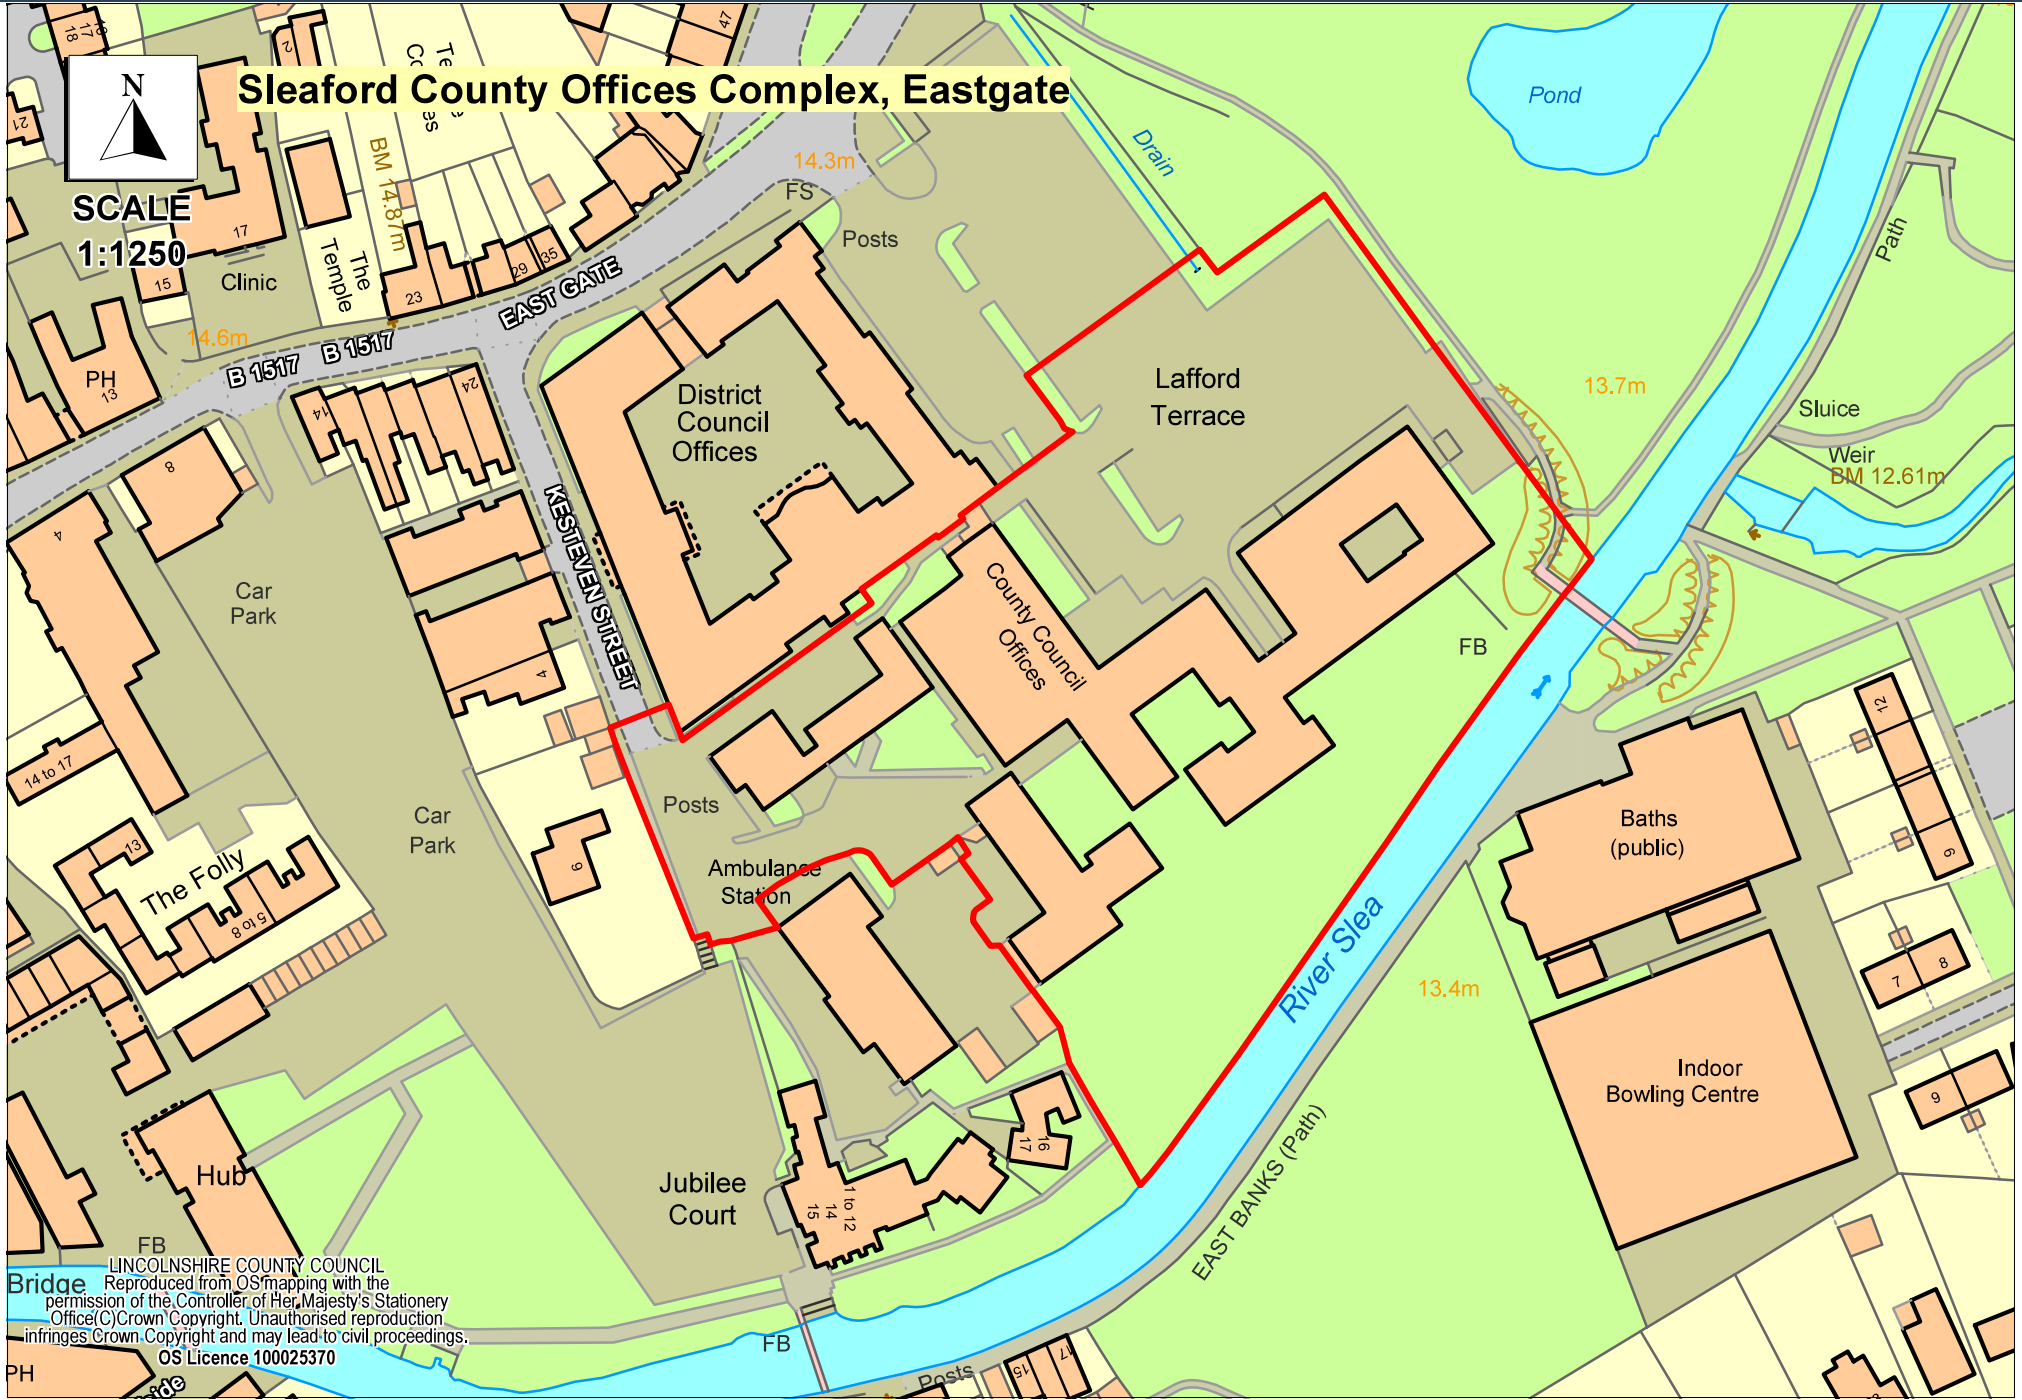 Sleaford County Offices Complex, Eastgate
N
SCALE
1:1250
18
17
47
2
21
17
15
Clinic
The
Temple
BM 14.87m
23
29
35
14.3m
FS
Posts
Drain
Pond
Path
14.6m
B 1517
B 1517
EAST GATE
PH
13
14
24
8
4
District
Council
Offices
Lafford
Terrace
13.7m
Sluice
Weir
BM 12.61m
KESTEVEN STREET
Car
Park
4
County Council
Offices
FB
12
14 to 17
Car
Park
Posts
13
The Folly
5 to 8
9
Ambulance
Station
Baths
(public)
9
River Slea
13.4m
7
8
Indoor
Bowling Centre
9
16
17
EAST BANKS (Path)
Hub
Jubilee
Court
1 to 12
14
15
FB
Bridge
LINCOLNSHIRE COUNTY COUNCIL
Reproduced from OS mapping with the
permission of the Controller of Her Majesty's Stationery
Office(C)Crown Copyright. Unauthorised reproduction
infringes Crown Copyright and may lead to civil proceedings.
OS Licence 100025370
FB
PH
Posts
15
17